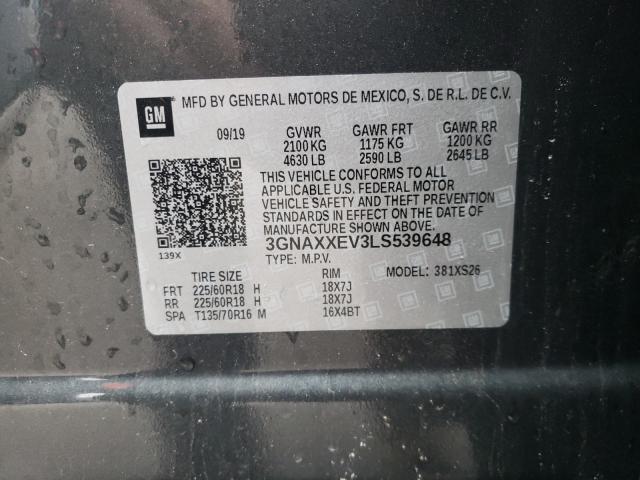 GM
MFD BY GENERAL MOTORS DE MEXICO, S. DE R.L. DE C.V.
09/19 GVWR GAWR FRT GAWR RR
2100 KG 1175 KG 1200 KG
4630 LB 2590 LB 2645 LB
THIS VEHICLE CONFORMS TO ALL
APPLICABLE U.S. FEDERAL MOTOR
VEHICLE SAFETY AND THEFT PREVENTION
STANDARDS IN EFFECT ON THE DATE OF
MANUFACTURE SHOWN ABOVE.
3GNAXXEV3LS539648
139X
TYPE: M.P.V. MODEL: 381XS26
TIRE SIZE RIM
FRT 225/60R18 H 18X7J
RR 225/60R18 H 18X7J
SPA T135/70R16 M 16X4BT